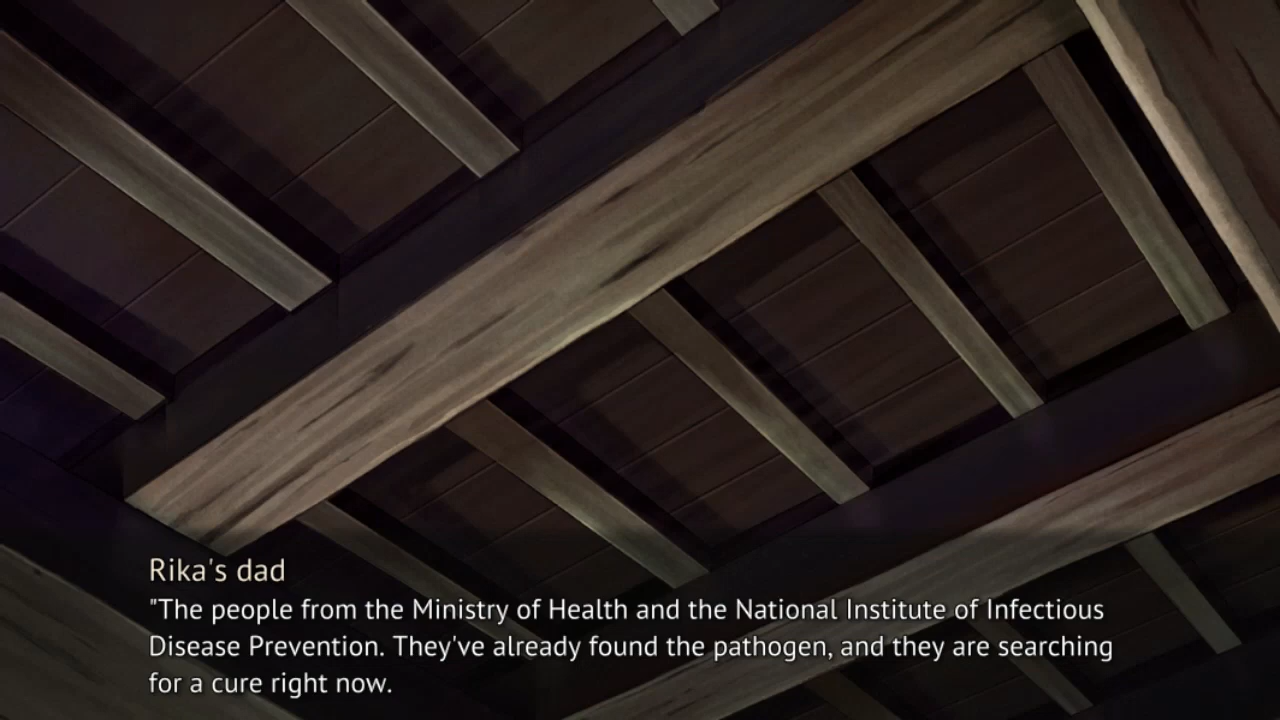 Rika's dad
"The people from the Ministry of Health and the National Institute of Infectious
Disease Prevention. They've already found the pathogen, and they are searching
for a cure right now.